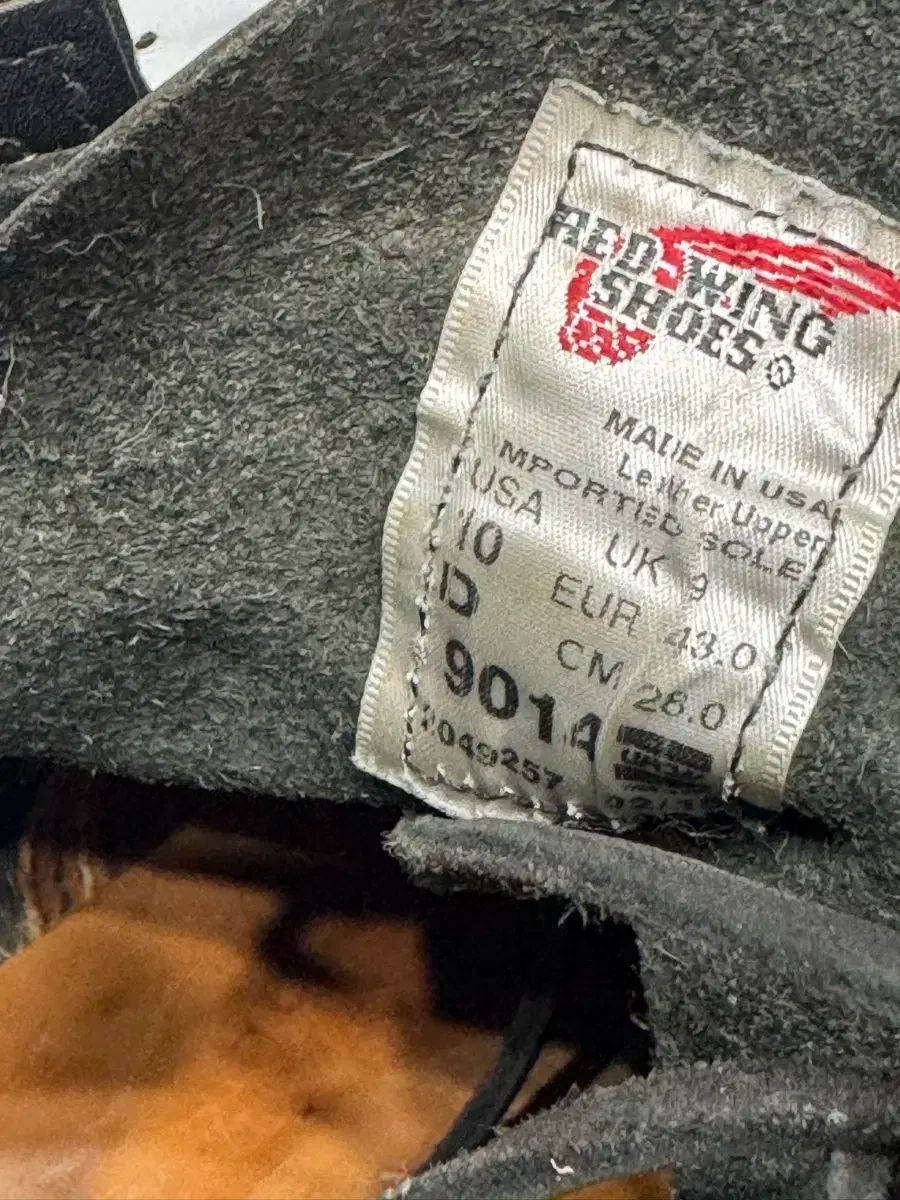 RED WING
SHOES®
MADE IN USA
Leather Upper
IMPORTED SOLE
USA UK 9
10 EUR 43.0
D CM 28.0
9014